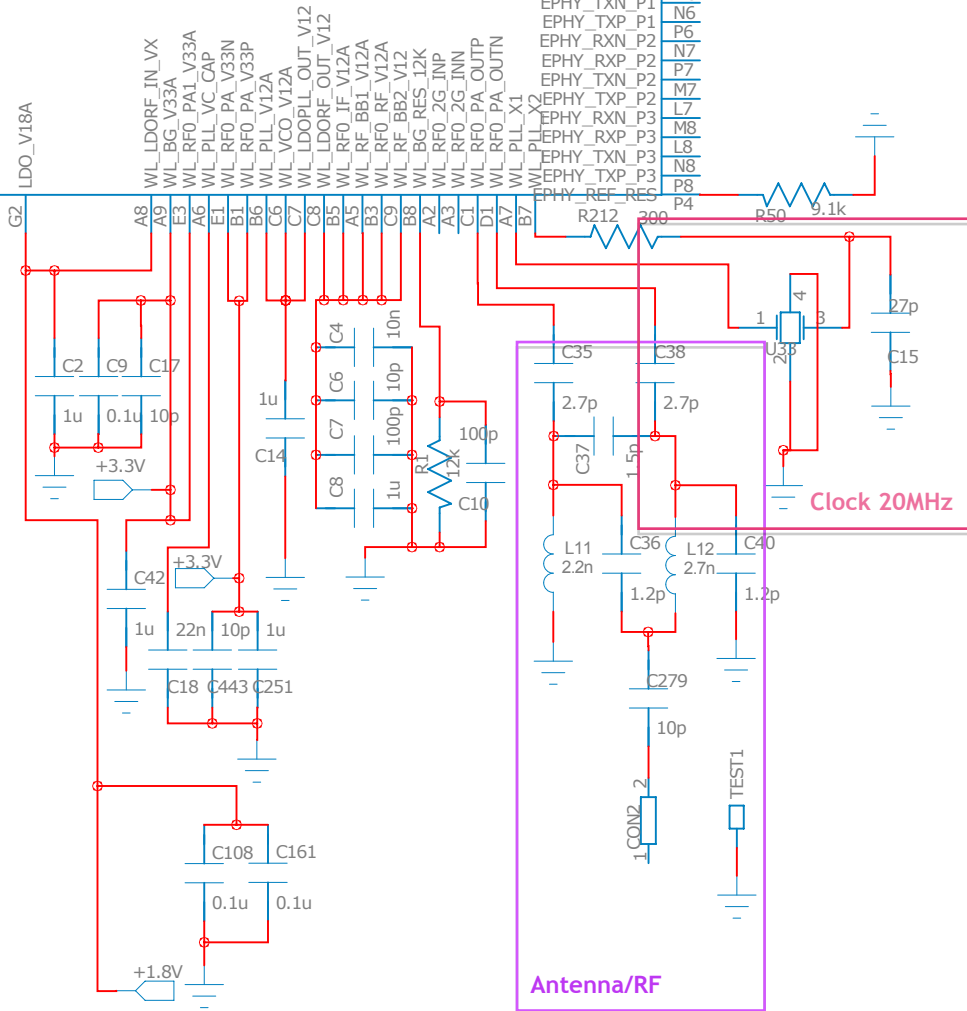 EPHY_TXN_P1
EPHY_TXP_P1
EPHY_RXN_P2
EPHY_RXP_P2
EPHY_TXN_P2
EPHY_TXP_P2
EPHY_RXN_P3
EPHY_RXP_P3
EPHY_TXN_P3
EPHY_TXP_P3
EPHY_REF_RES
N6
P6
N7
P7
M7
L7
M8
L8
N8
P8
P4
LDO_V18A
WL_LDORF_IN_VX
WL_BG_V33A
WL_RF0_PA1_V33A
WL_PLL_VC_CAP
WL_RF0_PA_V33N
WL_RF0_PA_V33P
WL_PLL_V12A
WL_VCO_V12A
WL_LDOPLL_OUT_V12
WL_LDORF_OUT_V12
WL_RF0_IF_V12A
WL_RF_BB1_V12A
WL_RF0_RF_V12A
WL_RF_BB2_V12
WL_BG_RES_12K
WL_RF0_2G_INP
WL_RF0_2G_INN
WL_RF0_PA_OUTP
WL_RF0_PA_OUTN
WL_PLL_X1
WL_PLL_X2
G2
A8
A9
E3
A6
E1
B1
B6
C6
C7
C8
B5
A5
B3
C9
B8
A2
A3
C1
D1
A7
B7
R212
300
R50
9.1k
27p
C15
1
4
3
2
U33
Clock 20MHz
C2
C9
C17
1u
0.1u
10p
+3.3V
1u
C14
C4
10n
C6
10p
C7
100p
C8
1u
R1
12k
100p
C10
C35
2.7p
C38
2.7p
C37
1.5p
L11
2.2n
C36
1.2p
L12
2.7n
C40
1.2p
C42
1u
+3.3V
22n
10p
1u
C18
C443
C251
C279
10p
CON2
2
1
TEST1
C108
C161
0.1u
0.1u
+1.8V
Antenna/RF